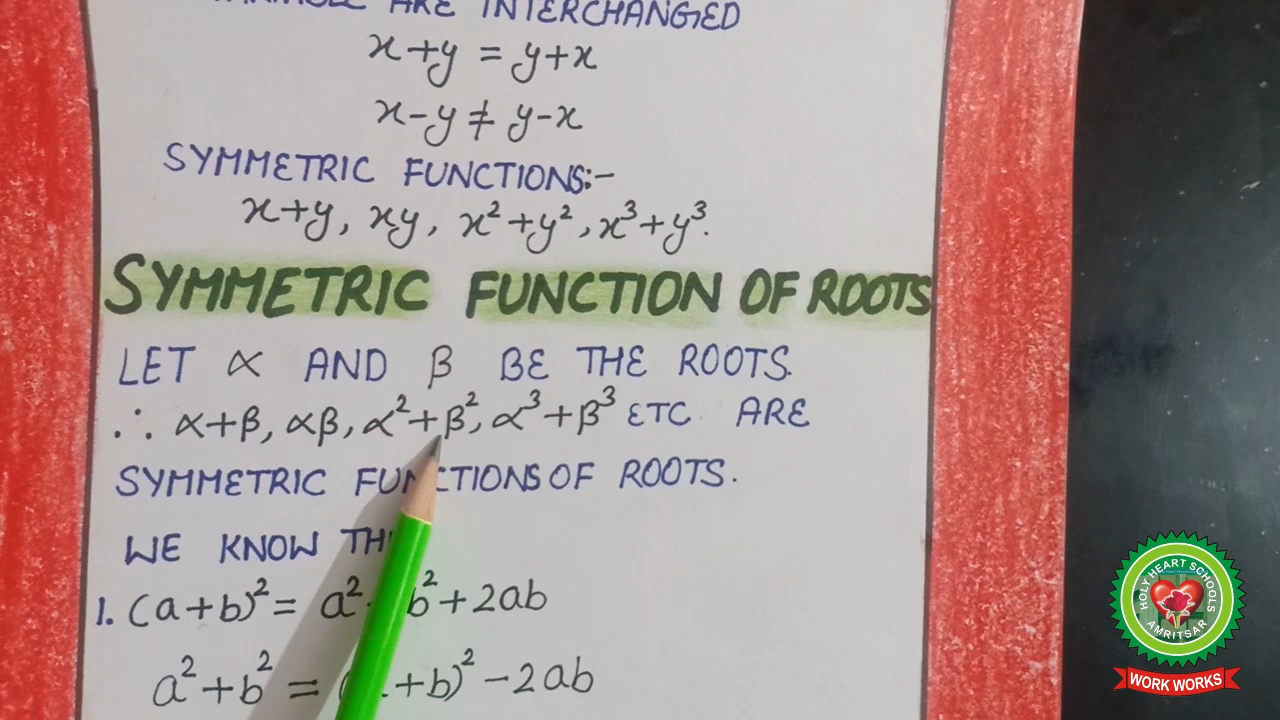 ARE INTERCHANGED
x+y = y+x
x-y ≠ y-x
SYMMETRIC FUNCTIONS:-
x+y, xy, x²+y², x³+y³.
SYMMETRIC FUNCTION OF ROOTS
LET α AND β BE THE ROOTS.
∴ α+β, αβ, α²+β², α³+β³ ETC. ARE
SYMMETRIC FUNCTIONS OF ROOTS.
WE KNOW
1. (a+b)² = a² b²+2ab
a²+b² = ( +b)²-2ab
HOLY HEART SCHOOLS
AMRITSAR
WORK WORKS